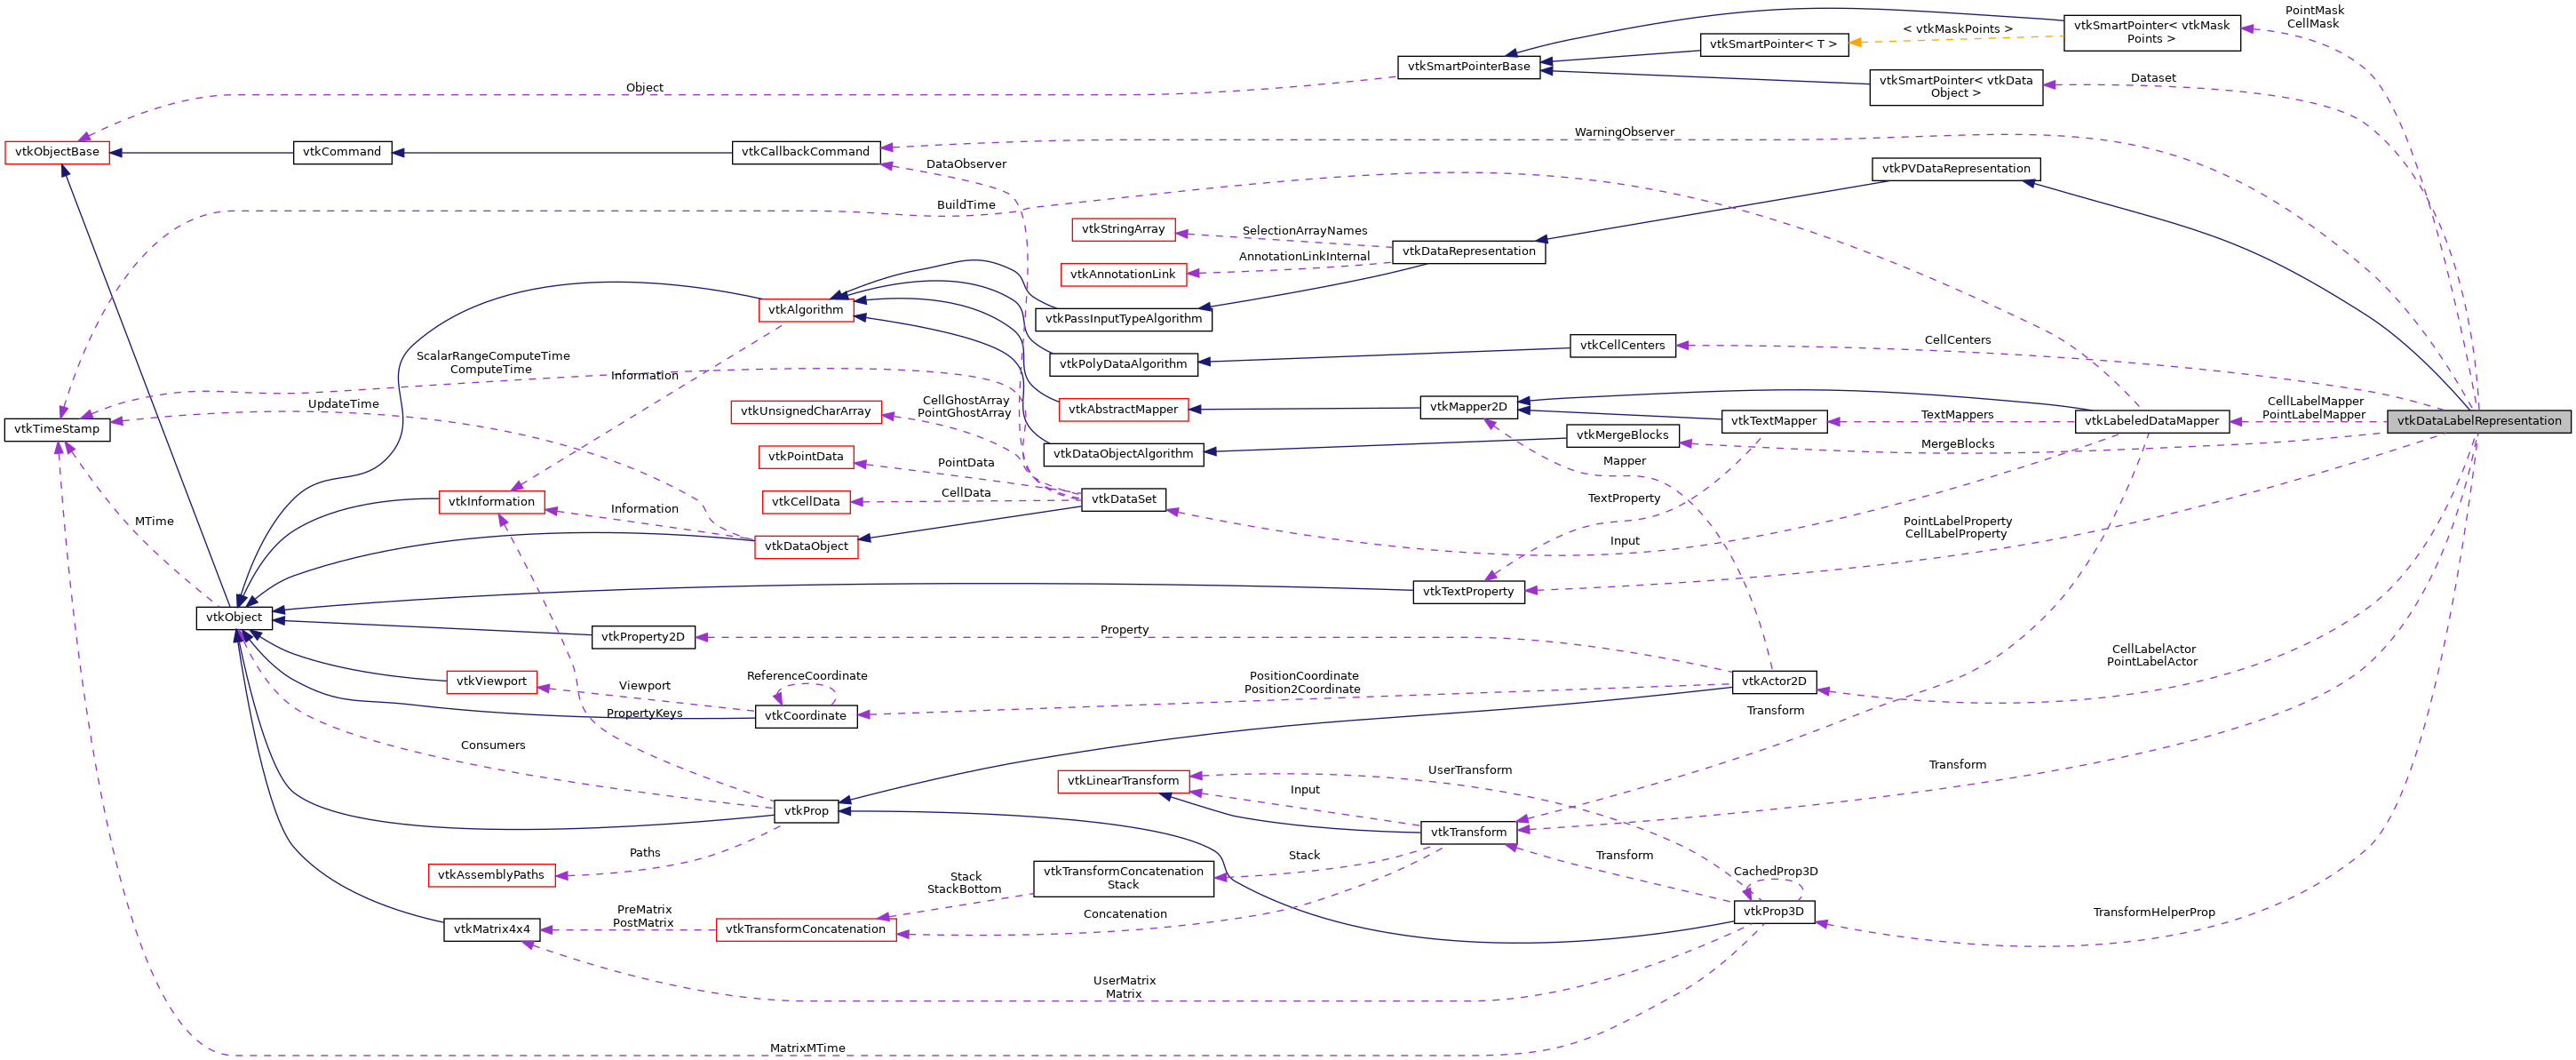 PointMask
CellMask
vtkSmartPointer< vtkMask
Points >
< vtkMaskPoints >
vtkSmartPointer< T >
vtkSmartPointerBase
vtkSmartPointer< vtkData
Object >
Dataset
Object
WarningObserver
vtkObjectBase
vtkCommand
vtkCallbackCommand
DataObserver
vtkPVDataRepresentation
BuildTime
vtkStringArray
SelectionArrayNames
vtkDataRepresentation
AnnotationLinkInternal
vtkAnnotationLink
vtkAlgorithm
vtkPassInputTypeAlgorithm
vtkCellCenters
CellCenters
ScalarRangeComputeTime
ComputeTime
vtkPolyDataAlgorithm
Information
UpdateTime
vtkUnsignedCharArray
CellGhostArray
PointGhostArray
vtkAbstractMapper
vtkMapper2D
vtkTextMapper
TextMappers
vtkLabeledDataMapper
CellLabelMapper
PointLabelMapper
vtkDataLabelRepresentation
vtkTimeStamp
vtkMergeBlocks
MergeBlocks
vtkPointData
PointData
vtkDataObjectAlgorithm
Mapper
vtkInformation
vtkCellData
CellData
vtkDataSet
TextProperty
MTime
Information
vtkDataObject
Input
PointLabelProperty
CellLabelProperty
vtkTextProperty
vtkObject
vtkProperty2D
Property
CellLabelActor
PointLabelActor
vtkViewport
Viewport
ReferenceCoordinate
PositionCoordinate
Position2Coordinate
vtkActor2D
PropertyKeys
vtkCoordinate
Transform
Consumers
vtkLinearTransform
UserTransform
Transform
Input
vtkProp
vtkTransform
Paths
Stack
Transform
vtkAssemblyPaths
Stack
StackBottom
vtkTransformConcatenation
Stack
CachedProp3D
PreMatrix
PostMatrix
Concatenation
vtkProp3D
TransformHelperProp
vtkMatrix4x4
vtkTransformConcatenation
UserMatrix
Matrix
MatrixMTime